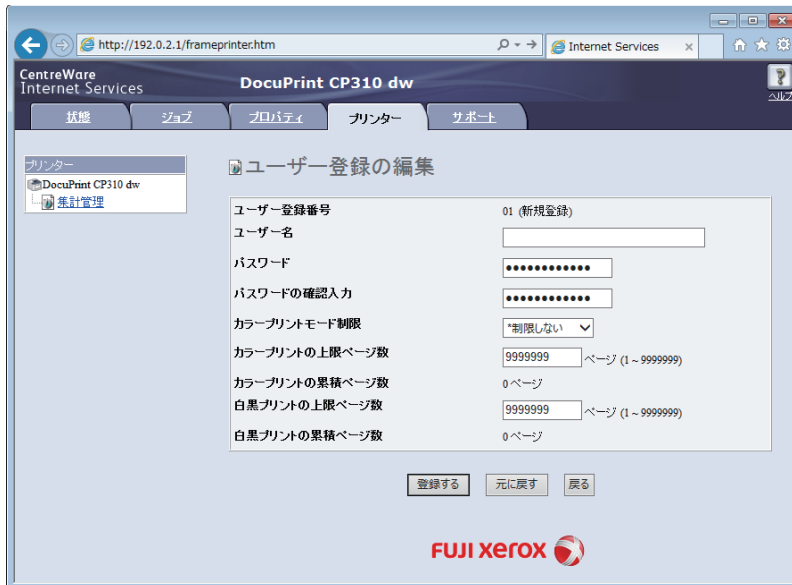 http://192.0.2.1/frameprinter.htm
Internet Services
CentreWare
Internet Services
DocuPrint CP310 dw
ヘルプ
状態 ジョブ プロパティ プリンター サポート
プリンター
DocuPrint CP310 dw
集計管理
ユーザー登録の編集
ユーザー登録番号 01 (新規登録)
ユーザー名
パスワード ●●●●●●●●●●●●
パスワードの確認入力 ●●●●●●●●●●●●
カラープリントモード制限 *制限しない
カラープリントの上限ページ数 9999999 ページ (1 ~ 9999999)
カラープリントの累積ページ数 0 ページ
白黒プリントの上限ページ数 9999999 ページ (1 ~ 9999999)
白黒プリントの累積ページ数 0 ページ
登録する 元に戻す 戻る
FUJI XEROX